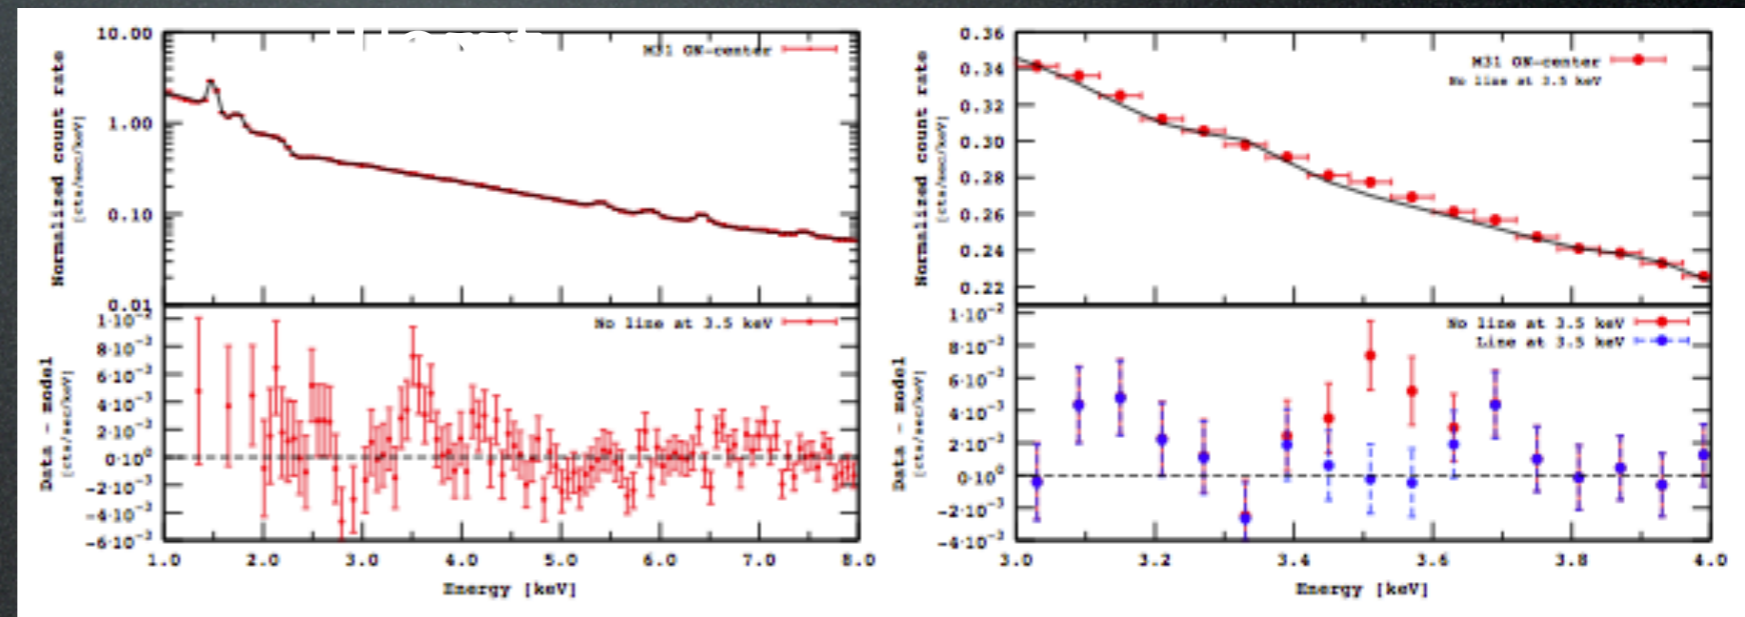 10.00
1.00
0.10
0.01
Normalized count rate
[cts/sec/keV]
M31 ON-center
1·10⁻²
8·10⁻³
6·10⁻³
4·10⁻³
2·10⁻³
0·10⁰
-2·10⁻³
-4·10⁻³
-6·10⁻³
Data - model
[cts/sec/keV]
No line at 3.5 keV
1.0 2.0 3.0 4.0 5.0 6.0 7.0 8.0
Energy [keV]
0.36
0.34
0.32
0.30
0.28
0.26
0.24
0.22
Normalized count rate
[cts/sec/keV]
M31 ON-center
No line at 3.5 keV
1·10⁻²
8·10⁻³
6·10⁻³
4·10⁻³
2·10⁻³
0·10⁰
-2·10⁻³
-4·10⁻³
Data - model
[cts/sec/keV]
No line at 3.5 keV
Line at 3.5 keV
3.0 3.2 3.4 3.6 3.8 4.0
Energy [keV]